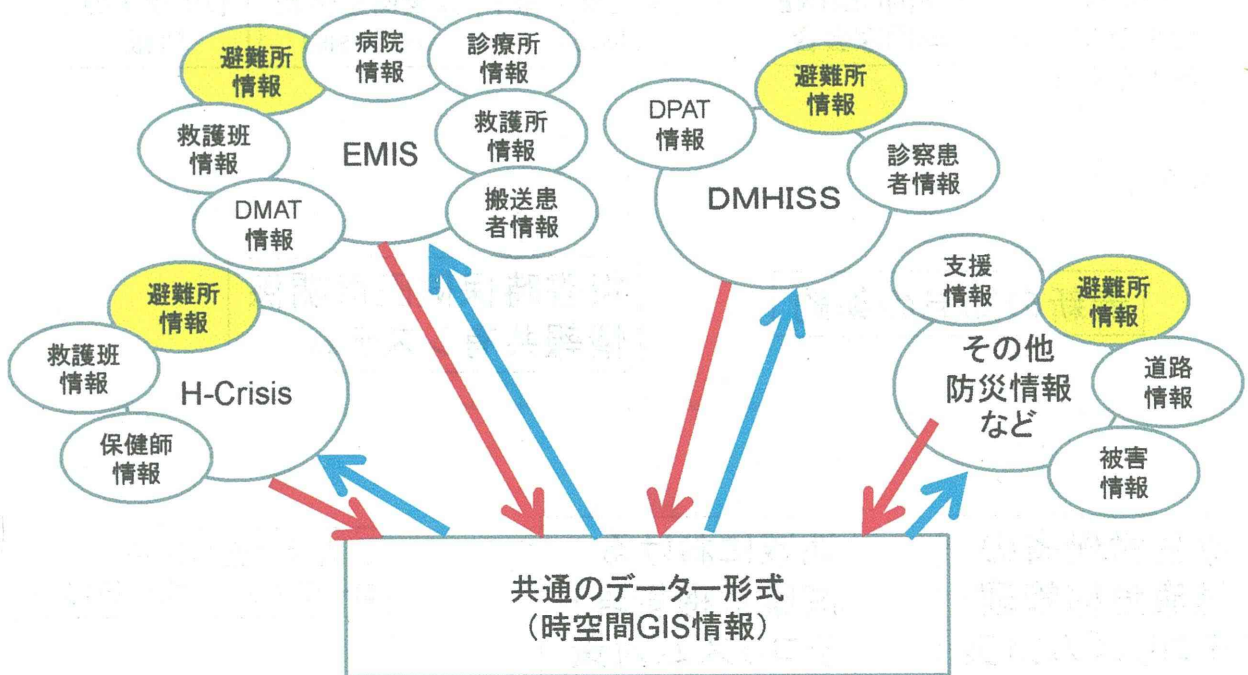 避難所
情報
病院
情報
診療所
情報
救護班
情報
EMIS
救護所
情報
DMAT
情報
搬送患
者情報
DPAT
情報
避難所
情報
DMHISS
診察患
者情報
避難所
情報
救護班
情報
H-Crisis
保健師
情報
支援
情報
避難所
情報
その他
防災情報
など
道路
情報
被害
情報
共通のデーター形式
（時空間GIS情報）